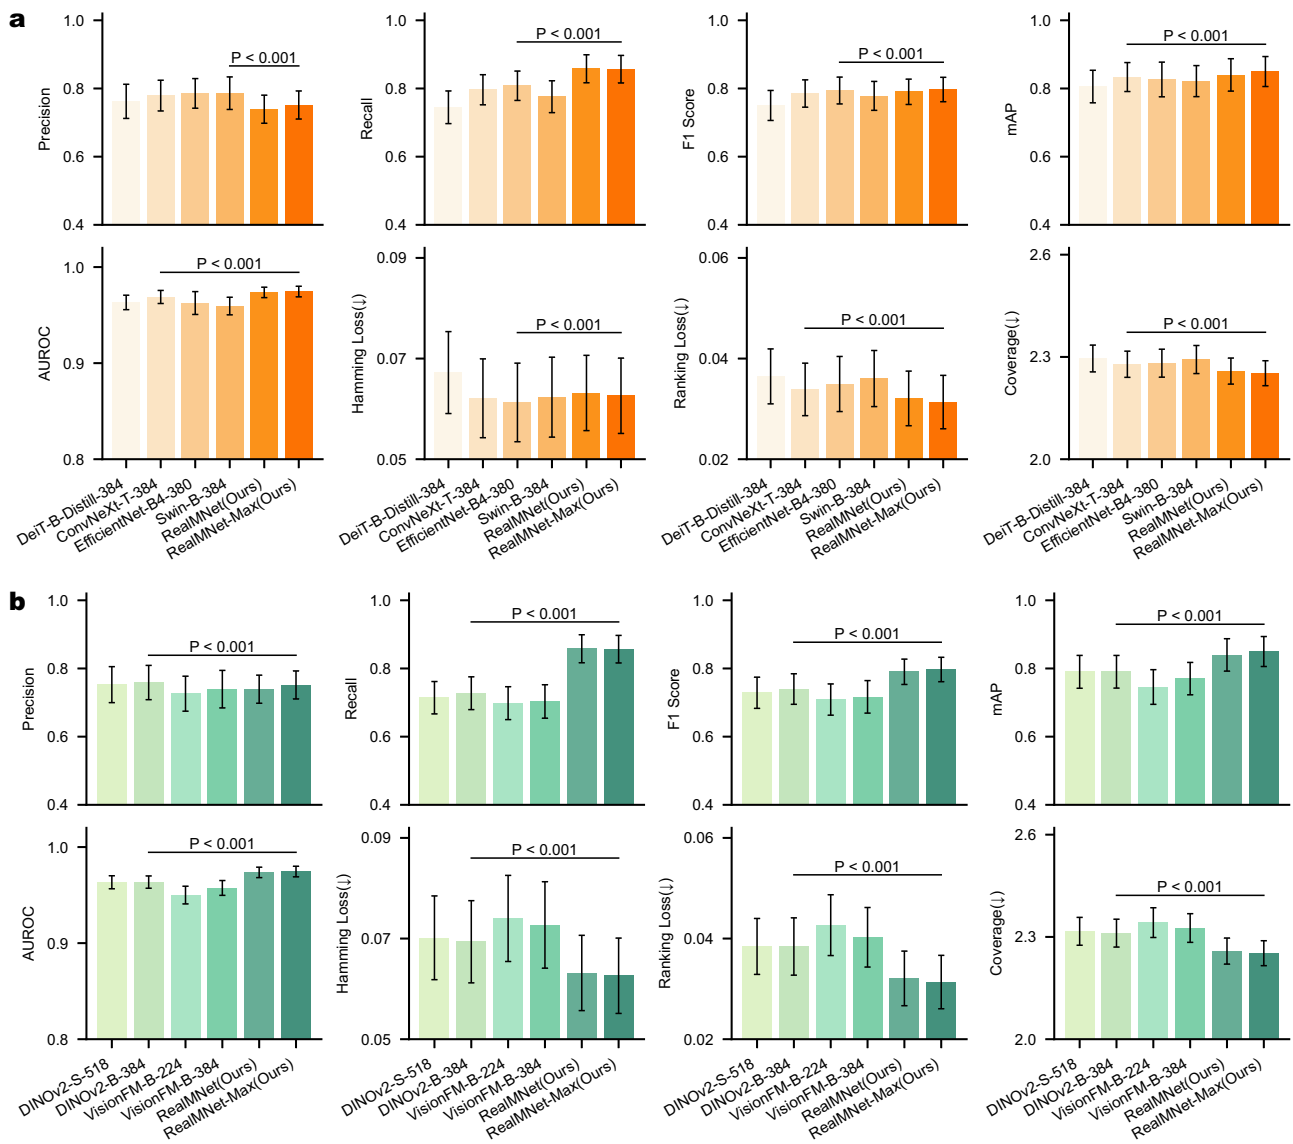 a
1.0
0.8
0.6
0.4
Precision
P < 0.001
1.0
0.8
0.6
0.4
Recall
P < 0.001
1.0
0.8
0.6
0.4
F1 Score
P < 0.001
1.0
0.8
0.6
0.4
mAP
P < 0.001
1.0
0.9
0.8
AUROC
P < 0.001
DeiT-B-Distill-384
ConvNeXt-T-384
EfficientNet-B4-380
Swin-B-384
RealMNet(Ours)
RealMNet-Max(Ours)
0.09
0.07
0.05
Hamming Loss(↓)
P < 0.001
DeiT-B-Distill-384
ConvNeXt-T-384
EfficientNet-B4-380
Swin-B-384
RealMNet(Ours)
RealMNet-Max(Ours)
0.06
0.04
0.02
Ranking Loss(↓)
P < 0.001
DeiT-B-Distill-384
ConvNeXt-T-384
EfficientNet-B4-380
Swin-B-384
RealMNet(Ours)
RealMNet-Max(Ours)
2.6
2.3
2.0
Coverage(↓)
P < 0.001
DeiT-B-Distill-384
ConvNeXt-T-384
EfficientNet-B4-380
Swin-B-384
RealMNet(Ours)
RealMNet-Max(Ours)
b
1.0
0.8
0.6
0.4
Precision
P < 0.001
1.0
0.8
0.6
0.4
Recall
P < 0.001
1.0
0.8
0.6
0.4
F1 Score
P < 0.001
1.0
0.8
0.6
0.4
mAP
P < 0.001
1.0
0.9
0.8
AUROC
P < 0.001
DINOv2-S-518
DINOv2-B-384
VisionFM-B-224
VisionFM-B-384
RealMNet(Ours)
RealMNet-Max(Ours)
0.09
0.07
0.05
Hamming Loss(↓)
P < 0.001
DINOv2-S-518
DINOv2-B-384
VisionFM-B-224
VisionFM-B-384
RealMNet(Ours)
RealMNet-Max(Ours)
0.06
0.04
0.02
Ranking Loss(↓)
P < 0.001
DINOv2-S-518
DINOv2-B-384
VisionFM-B-224
VisionFM-B-384
RealMNet(Ours)
RealMNet-Max(Ours)
2.6
2.3
2.0
Coverage(↓)
P < 0.001
DINOv2-S-518
DINOv2-B-384
VisionFM-B-224
VisionFM-B-384
RealMNet(Ours)
RealMNet-Max(Ours)